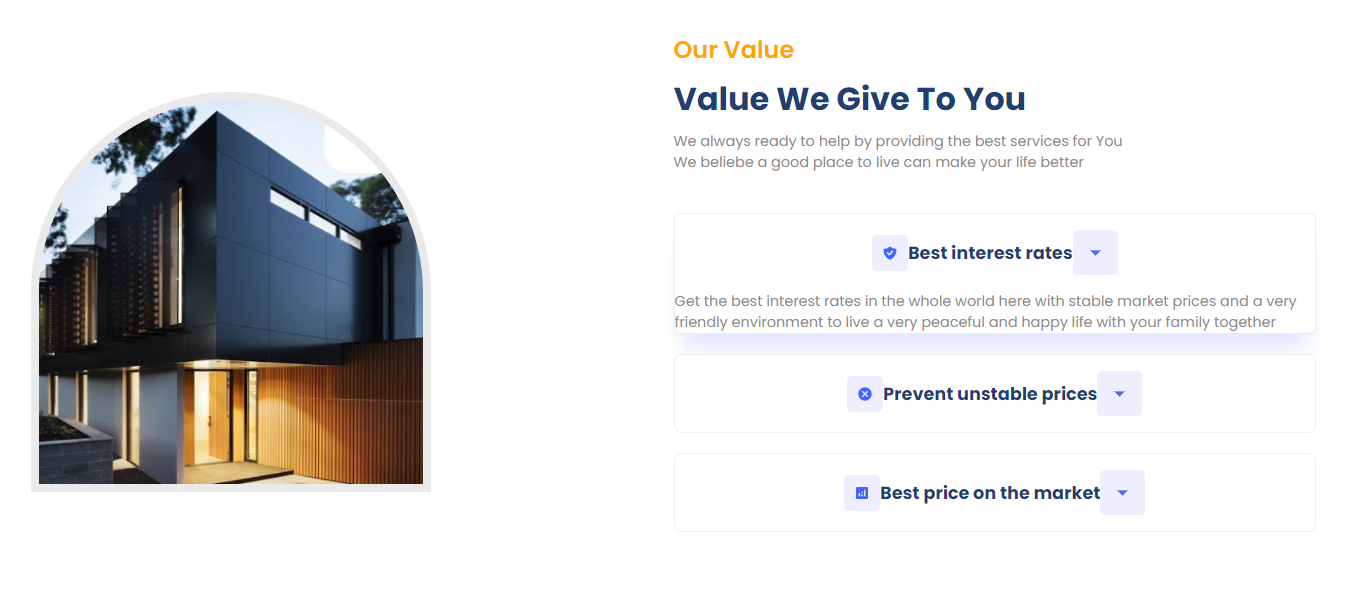 Our Value
Value We Give To You
We always ready to help by providing the best services for You
We beliebe a good place to live can make your life better
Best interest rates
Get the best interest rates in the whole world here with stable market prices and a very
friendly environment to live a very peaceful and happy life with your family together
Prevent unstable prices
Best price on the market